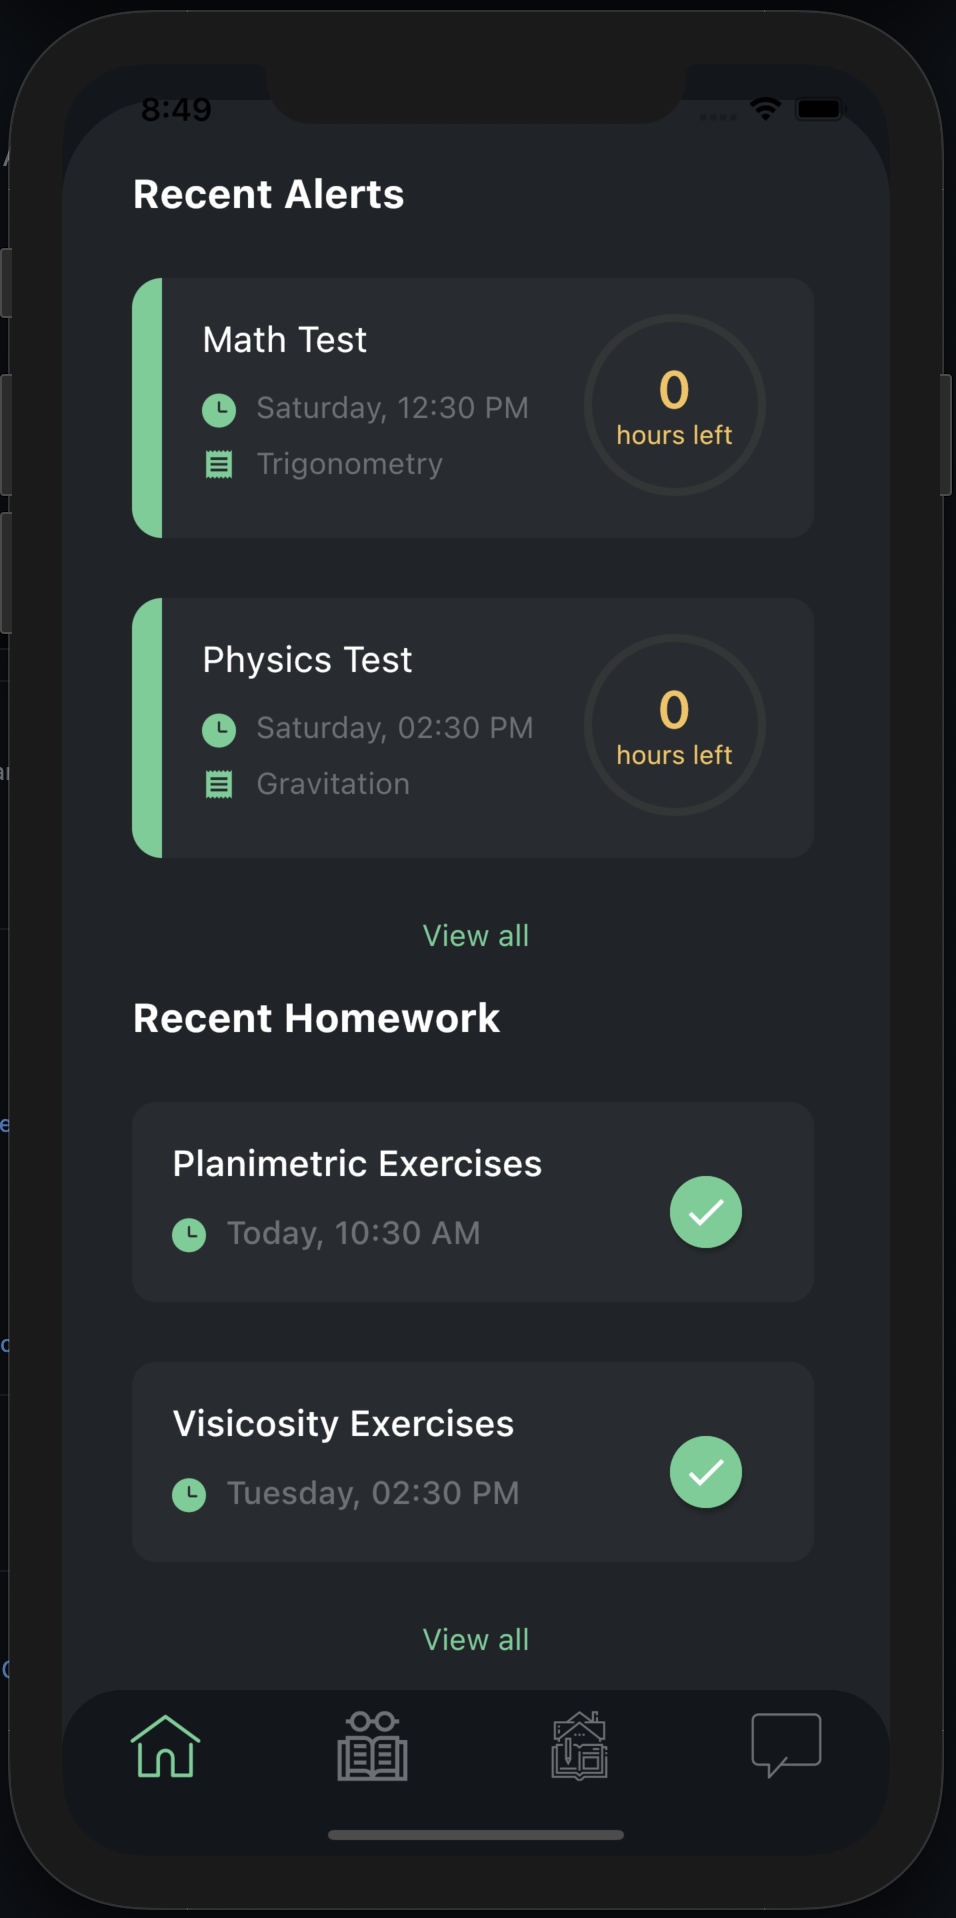 8:49
Recent Alerts
Math Test
Saturday, 12:30 PM
Trigonometry
0
hours left
Physics Test
Saturday, 02:30 PM
Gravitation
0
hours left
View all
Recent Homework
Planimetric Exercises
Today, 10:30 AM
Visicosity Exercises
Tuesday, 02:30 PM
View all